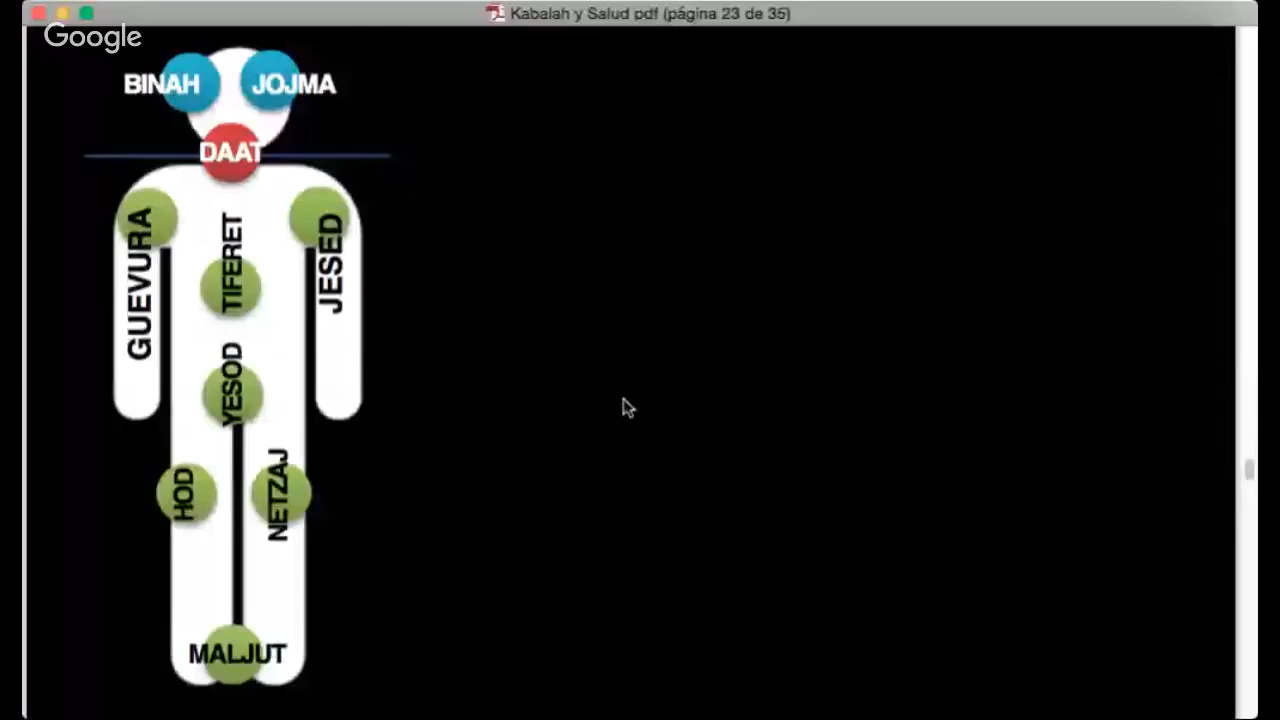 Kabalah y Salud pdf (página 23 de 35)
Google
BINAH
JOJMA
DAAT
GUEVURA
TIFERET
JESED
YESOD
HOD
NETZAJ
MALJUT